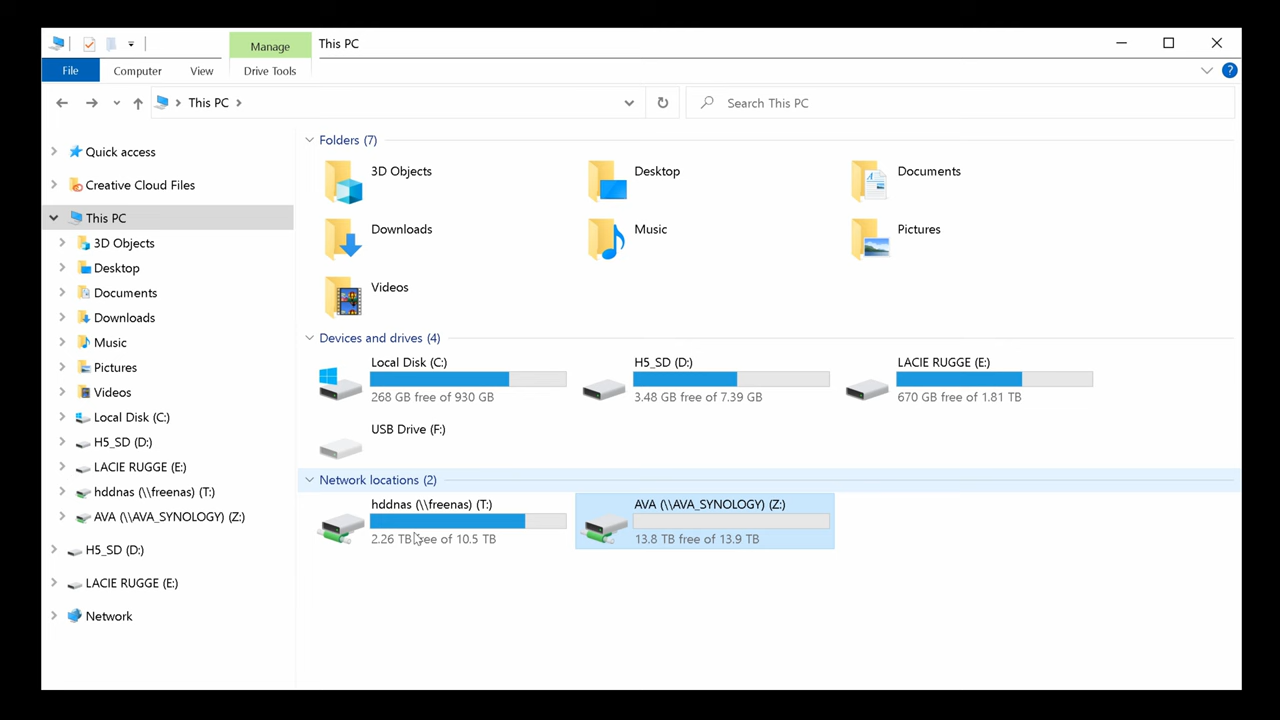 Manage
This PC
File
Computer
View
Drive Tools
?
This PC
Search This PC
Quick access
Creative Cloud Files
This PC
3D Objects
Desktop
Documents
Downloads
Music
Pictures
Videos
Local Disk (C:)
H5_SD (D:)
LACIE RUGGE (E:)
hddnas (\\freenas) (T:)
AVA (\\AVA_SYNOLOGY) (Z:)
H5_SD (D:)
LACIE RUGGE (E:)
Network
Folders (7)
3D Objects
Desktop
Documents
Downloads
Music
Pictures
Videos
Devices and drives (4)
Local Disk (C:)
268 GB free of 930 GB
H5_SD (D:)
3.48 GB free of 7.39 GB
LACIE RUGGE (E:)
670 GB free of 1.81 TB
USB Drive (F:)
Network locations (2)
hddnas (\\freenas) (T:)
2.26 TB free of 10.5 TB
AVA (\\AVA_SYNOLOGY) (Z:)
13.8 TB free of 13.9 TB